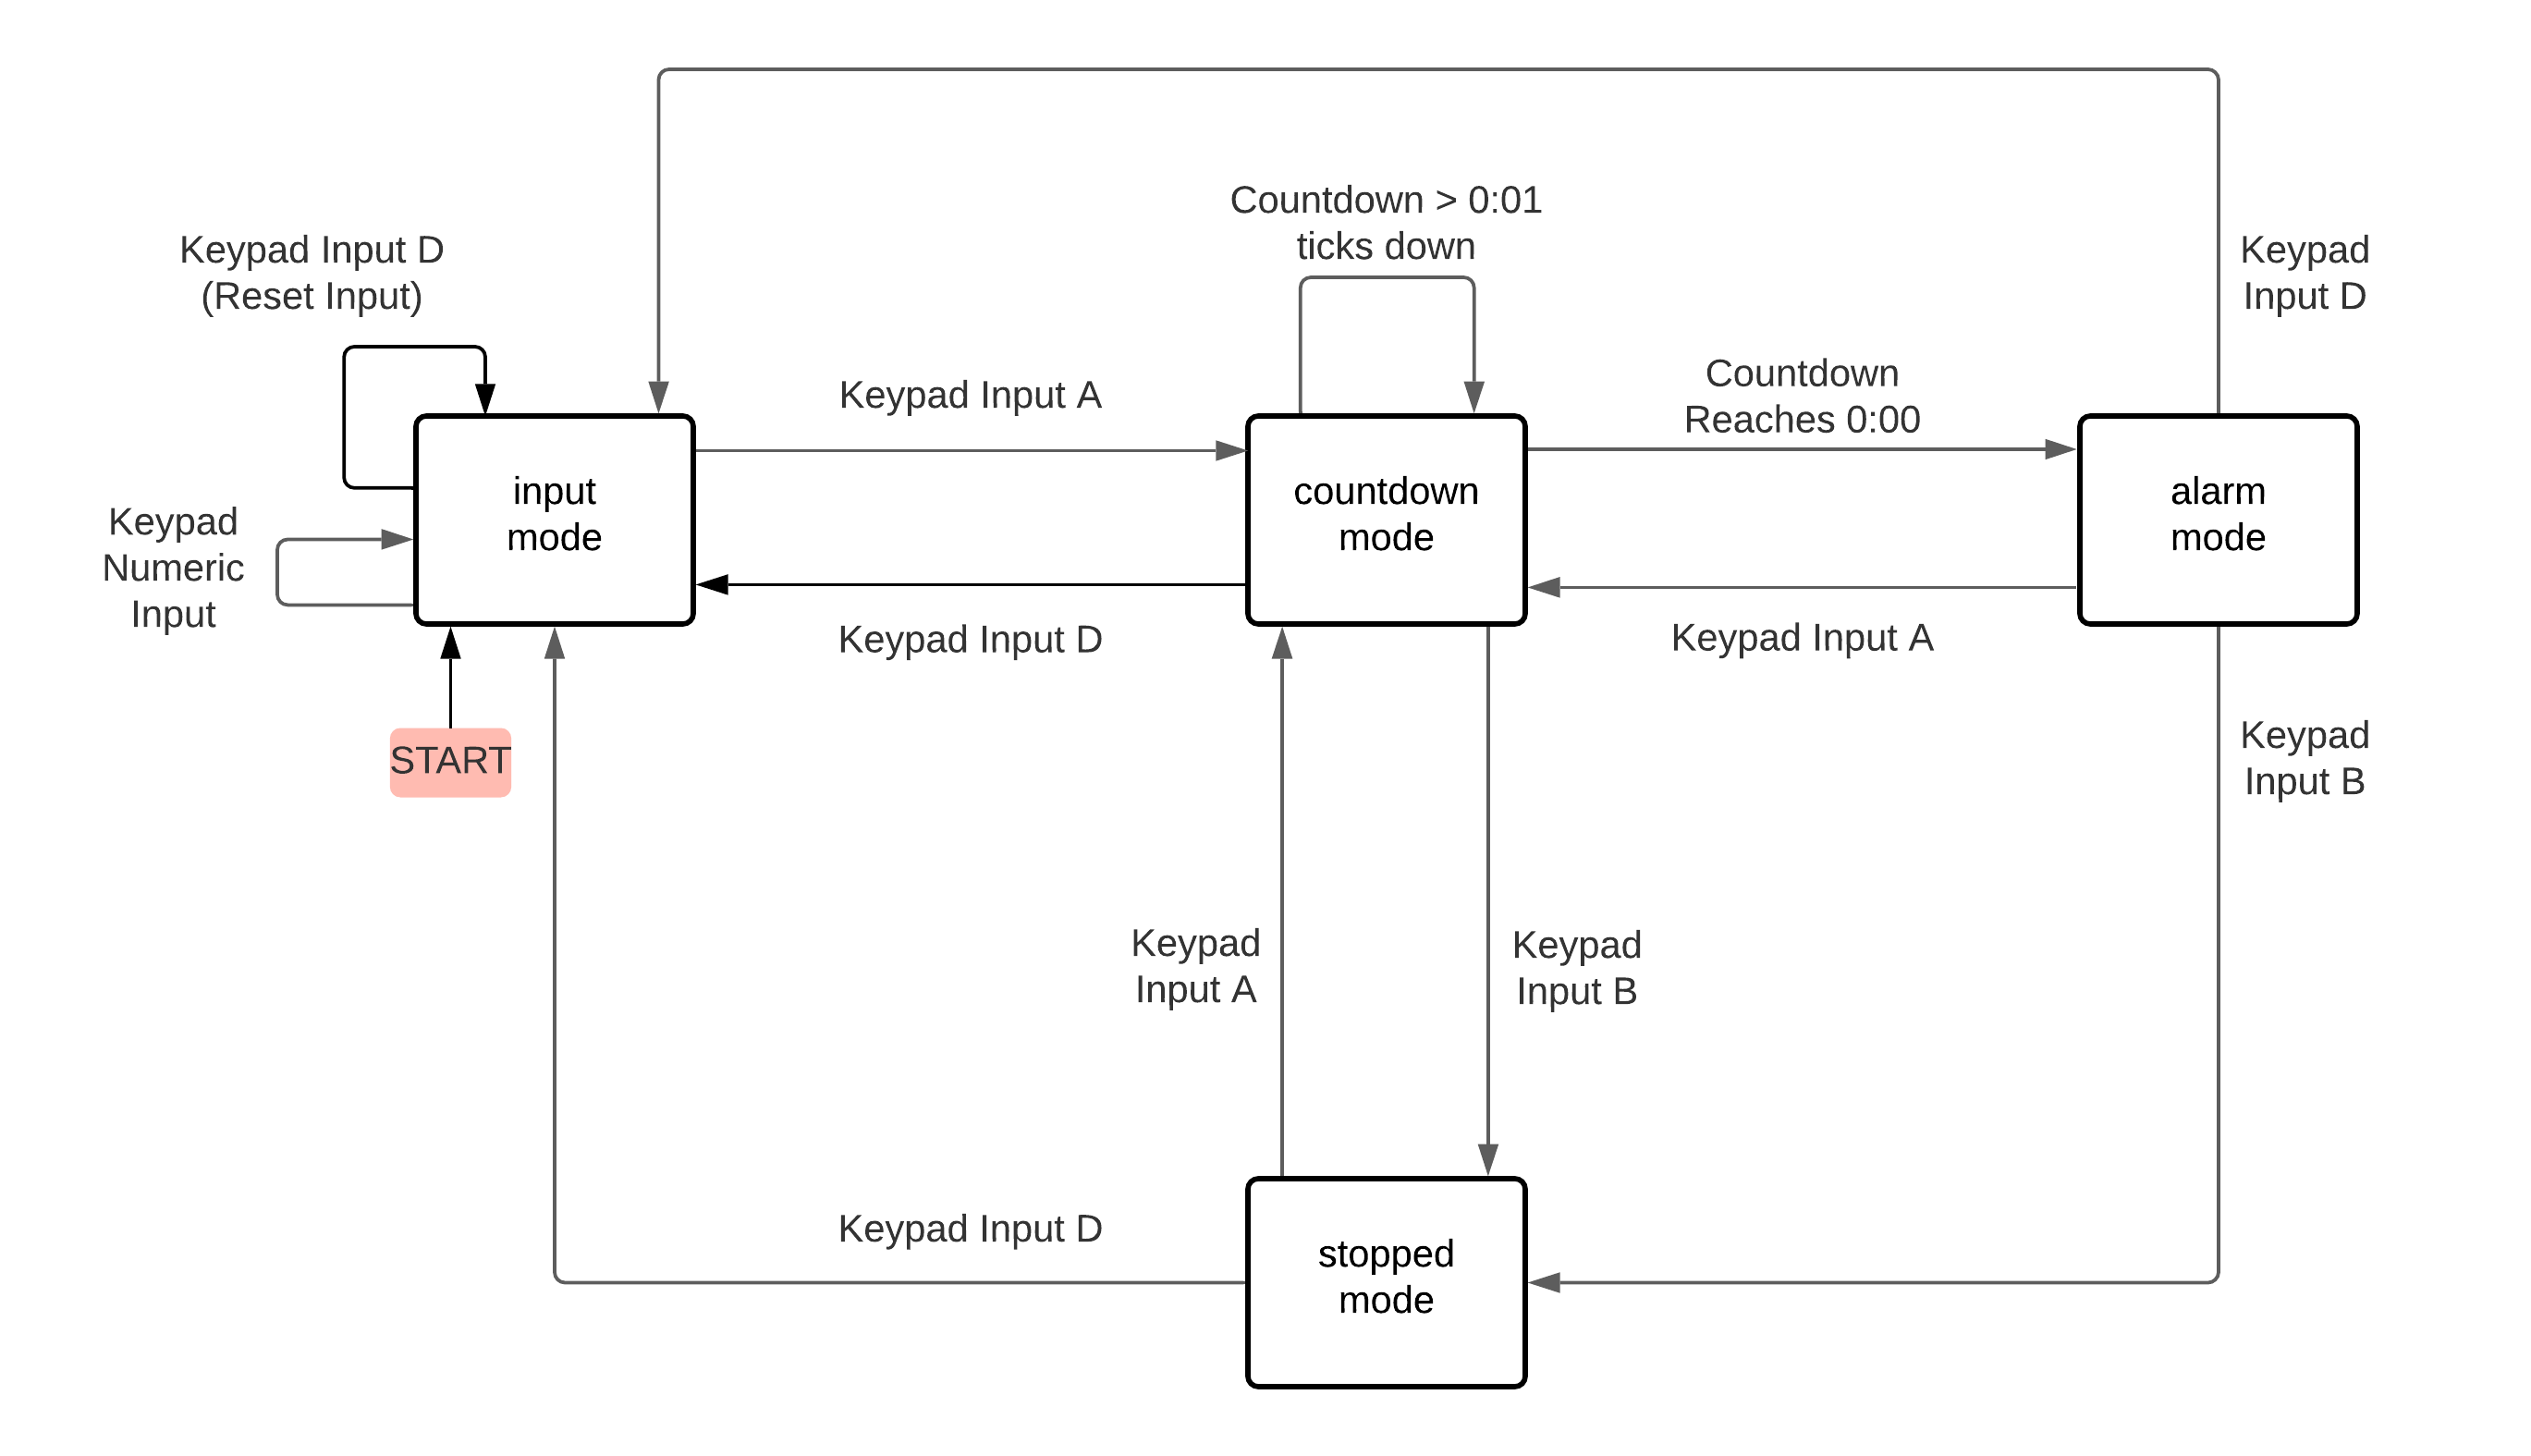 Countdown > 0:01
ticks down
Keypad Input D
(Reset Input)
Keypad
Input D
Keypad Input A
Countdown
Reaches 0:00
input
mode
countdown
mode
alarm
mode
Keypad
Numeric
Input
Keypad Input D
Keypad Input A
START
Keypad
Input B
Keypad
Input A
Keypad
Input B
Keypad Input D
stopped
mode